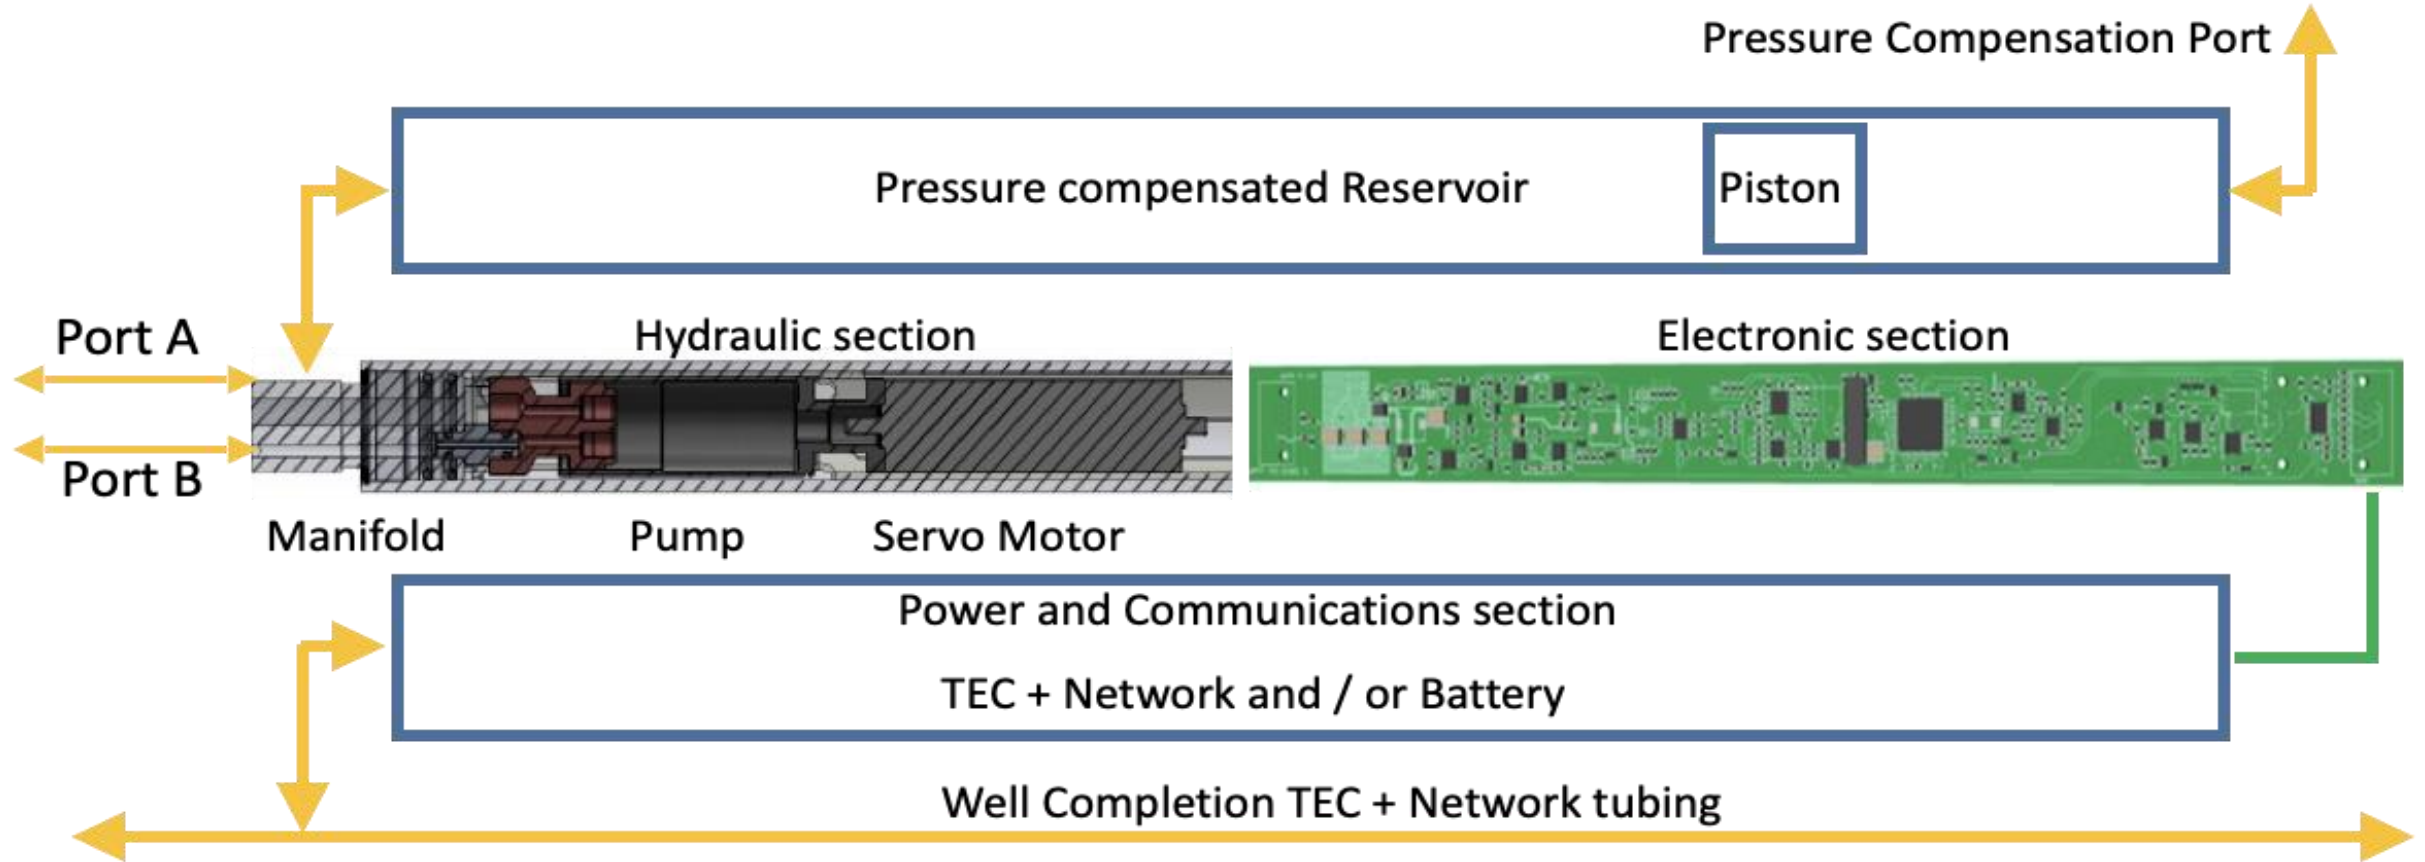 Pressure Compensation Port
Pressure compensated Reservoir
Piston
Port A
Hydraulic section
Electronic section
Port B
Manifold
Pump
Servo Motor
Power and Communications section
TEC + Network and / or Battery
Well Completion TEC + Network tubing